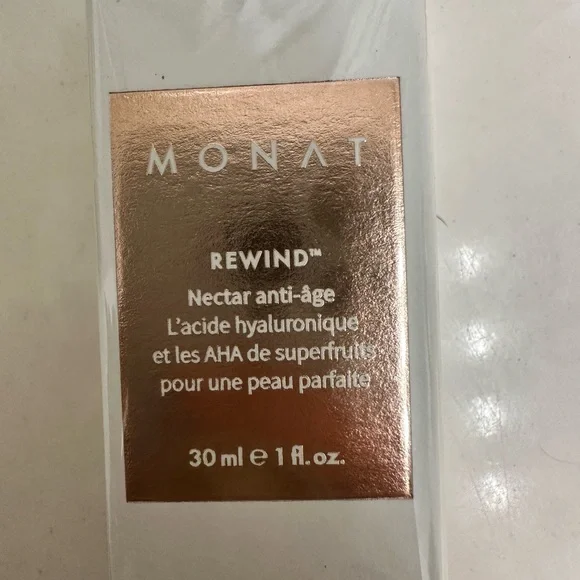 MONAT
REWIND™
Nectar anti-âge
L'acide hyaluronique
et les AHA de superfruits
pour une peau parfaite
30 ml e 1 fl. oz.